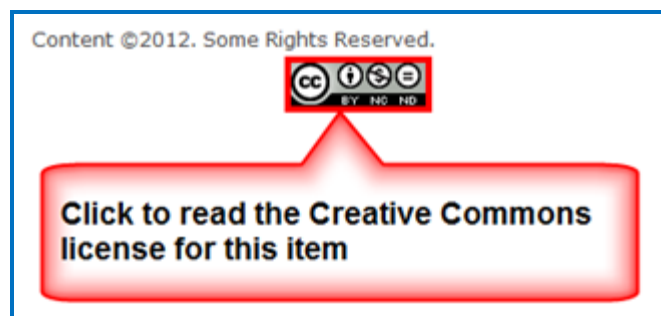 Content ©2012. Some Rights Reserved.
cc
BY NC ND
Click to read the Creative Commons
license for this item